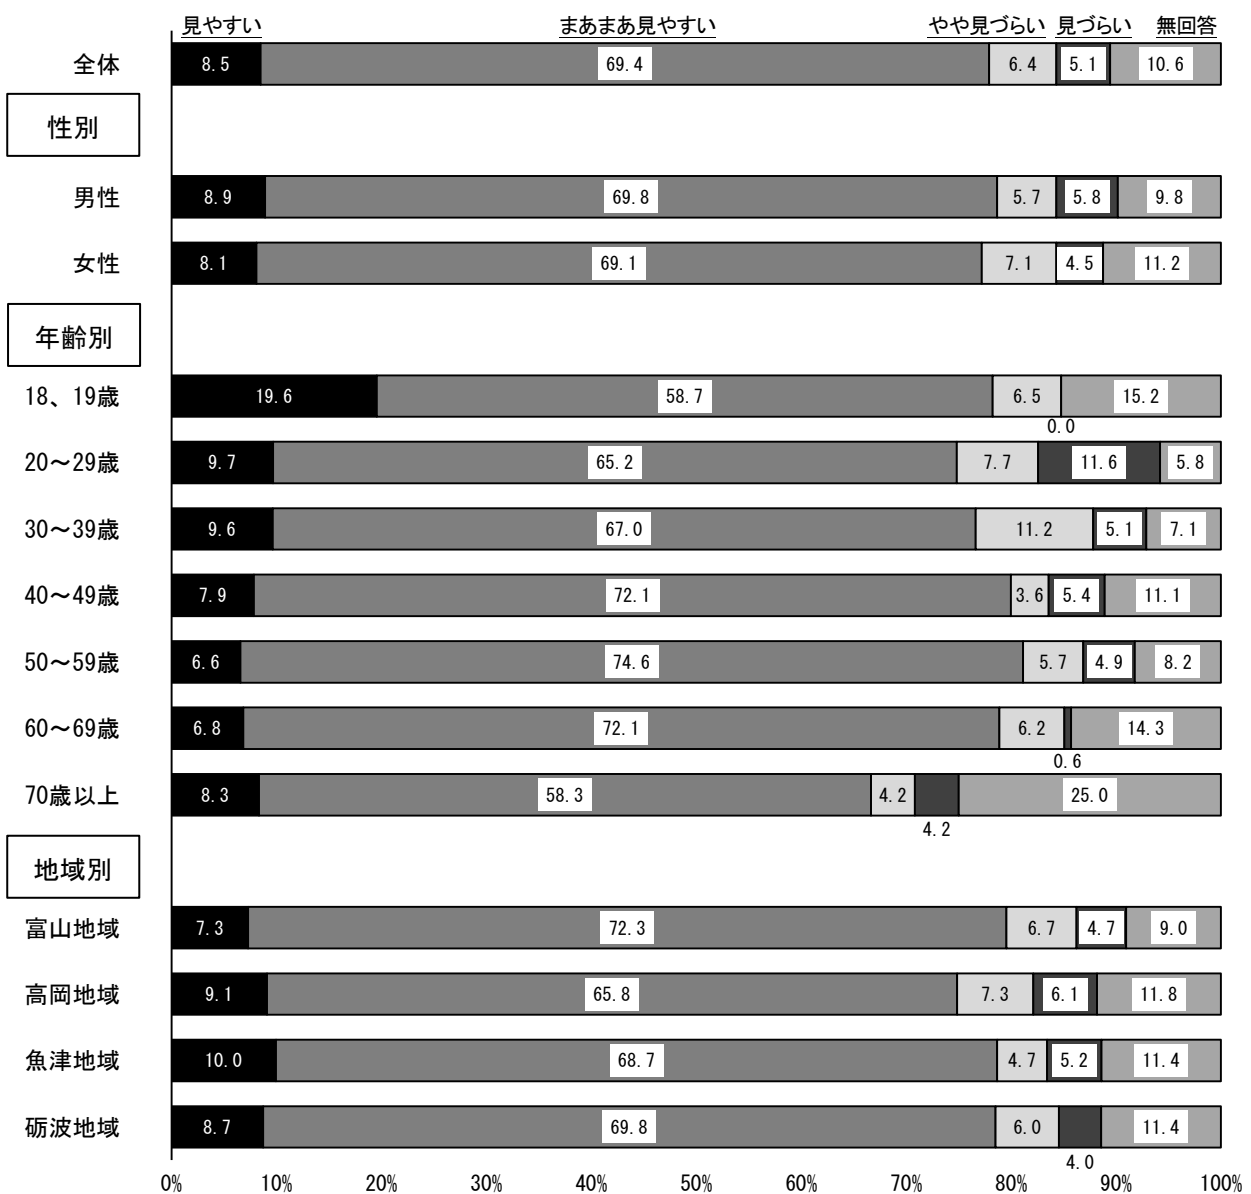 見やすい まあまあ見やすい やや見づらい 見づらい 無回答
全体 8.5 69.4 6.4 5.1 10.6
性別
男性 8.9 69.8 5.7 5.8 9.8
女性 8.1 69.1 7.1 4.5 11.2
年齢別
18、19歳 19.6 58.7 6.5 15.2
0.0
20～29歳 9.7 65.2 7.7 11.6 5.8
30～39歳 9.6 67.0 11.2 5.1 7.1
40～49歳 7.9 72.1 3.6 5.4 11.1
50～59歳 6.6 74.6 5.7 4.9 8.2
60～69歳 6.8 72.1 6.2 14.3
0.6
70歳以上 8.3 58.3 4.2 25.0
4.2
地域別
富山地域 7.3 72.3 6.7 4.7 9.0
高岡地域 9.1 65.8 7.3 6.1 11.8
魚津地域 10.0 68.7 4.7 5.2 11.4
砺波地域 8.7 69.8 6.0 11.4
4.0
0% 10% 20% 30% 40% 50% 60% 70% 80% 90% 100%